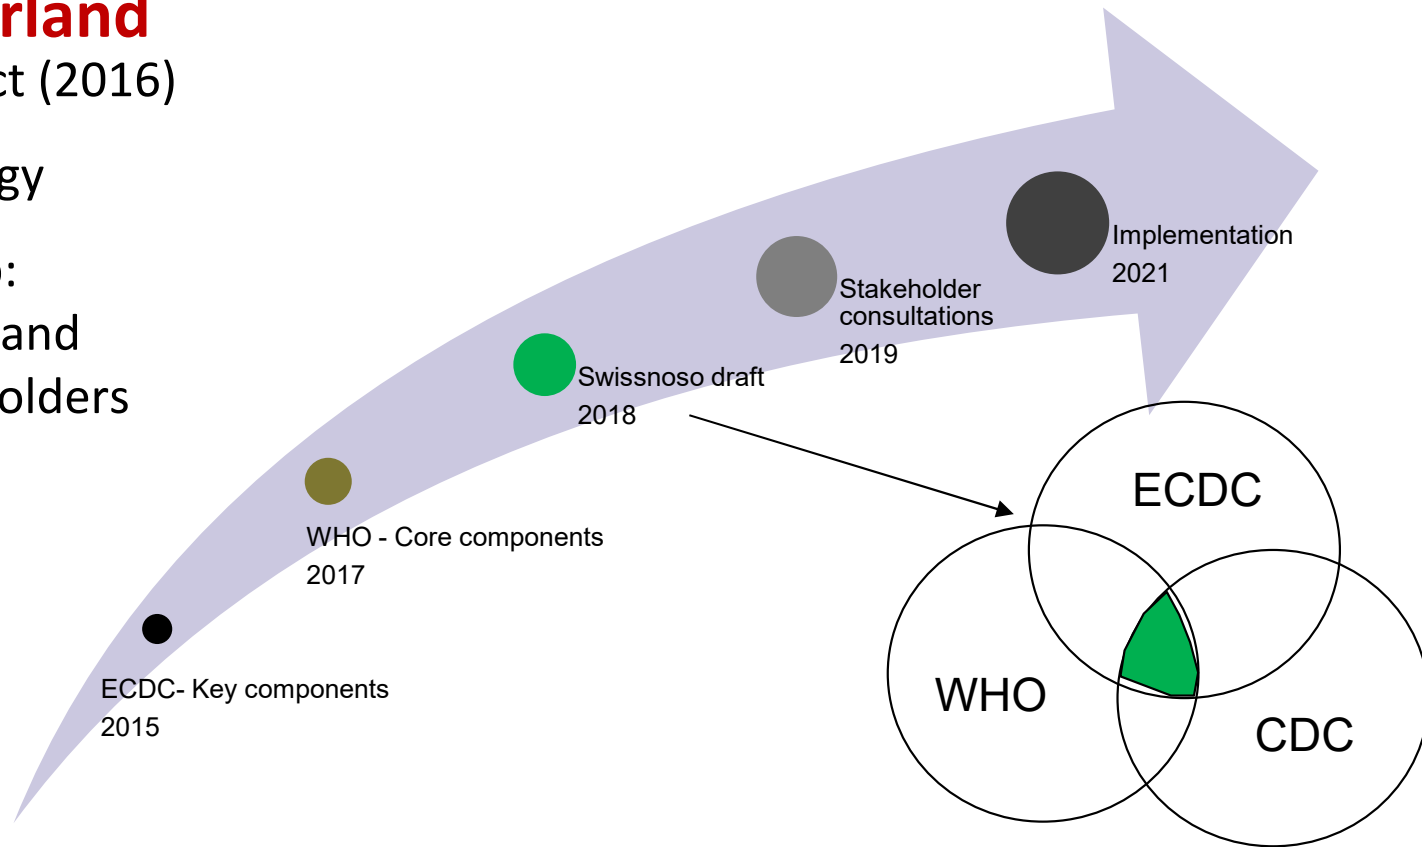 rland
ct (2016)
gy
:
and
olders
Implementation
2021
Stakeholder
consultations
2019
Swissnoso draft
2018
WHO - Core components
2017
ECDC- Key components
2015
ECDC
WHO
CDC